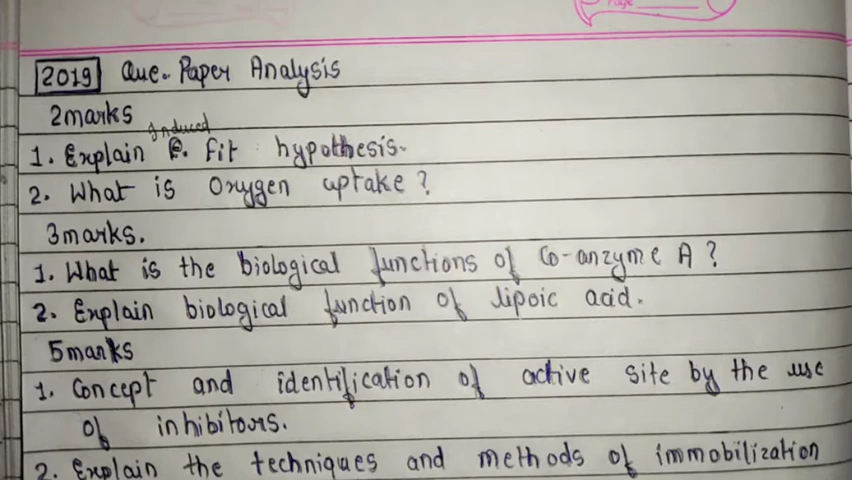 Page
2019 Que. Paper Analysis
2marks
Induced
1. Explain fit hypothesis.
2. What is Oxygen uptake?
3marks.
1. What is the biological functions of Co-anzyme A?
2. Explain biological function of lipoic acid.
5marks
1. Concept and identification of active site by the use
of inhibitours.
2. Explain the techniques and methods of immobilization